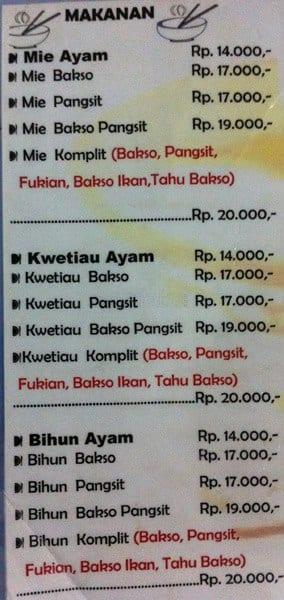 MAKANAN
Mie Ayam Rp. 14.000,-
Mie Bakso Rp. 17.000,-
Mie Pangsit Rp. 17.000,-
Mie Bakso Pangsit Rp. 19.000,-
Mie Komplit (Bakso, Pangsit,
Fukian, Bakso Ikan,Tahu Bakso)
............................................Rp. 20.000,-
Kwetiau Ayam Rp. 14.000,-
Kwetiau Bakso Rp. 17.000,-
Kwetiau Pangsit Rp. 17.000,-
Kwetiau Bakso Pangsit Rp. 19.000,-
Kwetiau Komplit (Bakso, Pangsit,
Fukian, Bakso Ikan, Tahu Bakso)
............................................Rp. 20.000,-
Bihun Ayam Rp. 14.000,-
Bihun Bakso Rp. 17.000,-
Bihun Pangsit Rp. 17.000,-
Bihun Bakso Pangsit Rp. 19.000,-
Bihun Komplit (Bakso, Pangsit,
Fukian, Bakso Ikan, Tahu Bakso)
............................................Rp. 20.000,-